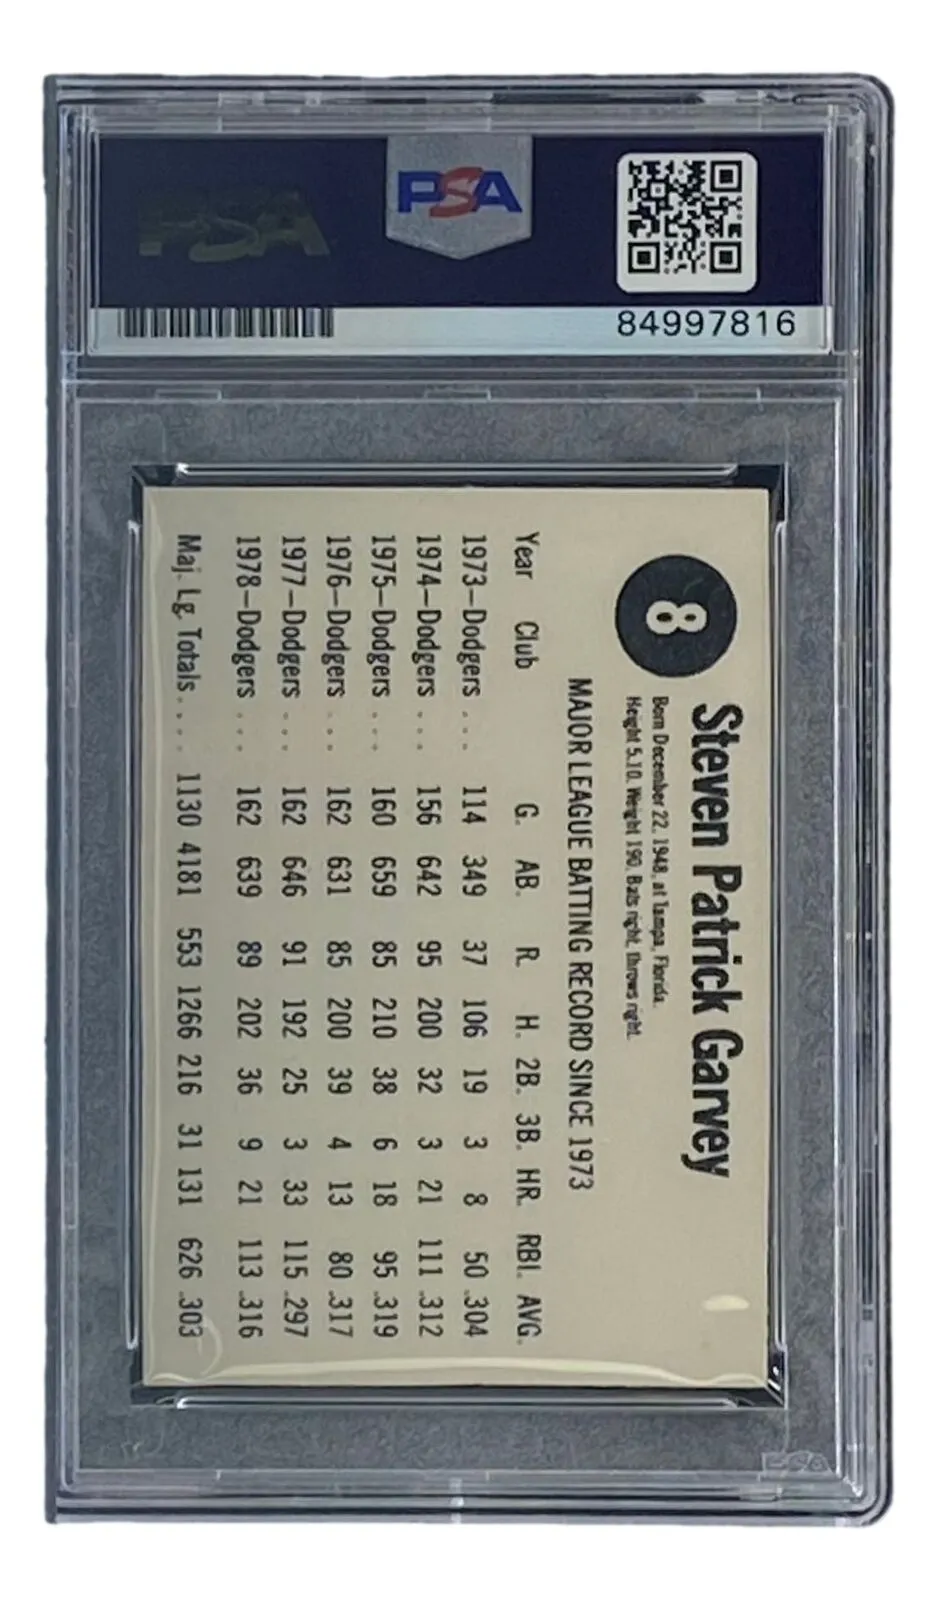 PSA
PSA
84997816
8
Steven Patrick Garvey
Born December 22, 1948, at Tampa, Florida.
Height 5.10. Weight 190. Bats right, throws right.
MAJOR LEAGUE BATTING RECORD SINCE 1973
Year Club G. AB. R. H. 2B. 3B. HR. RBI. AVG.
1973—Dodgers . . . 114 349 37 106 19 3 8 50 .304
1974—Dodgers . . . 156 642 95 200 32 3 21 111 .312
1975—Dodgers . . . 160 659 85 210 38 6 18 95 .319
1976—Dodgers . . . 162 631 85 200 39 4 13 80 .317
1977—Dodgers . . . 162 646 91 192 25 3 33 115 .297
1978—Dodgers . . . 162 639 89 202 36 9 21 113 .316
Maj. Lg. Totals . . . . 1130 4181 553 1266 216 31 131 626 .303
PSA